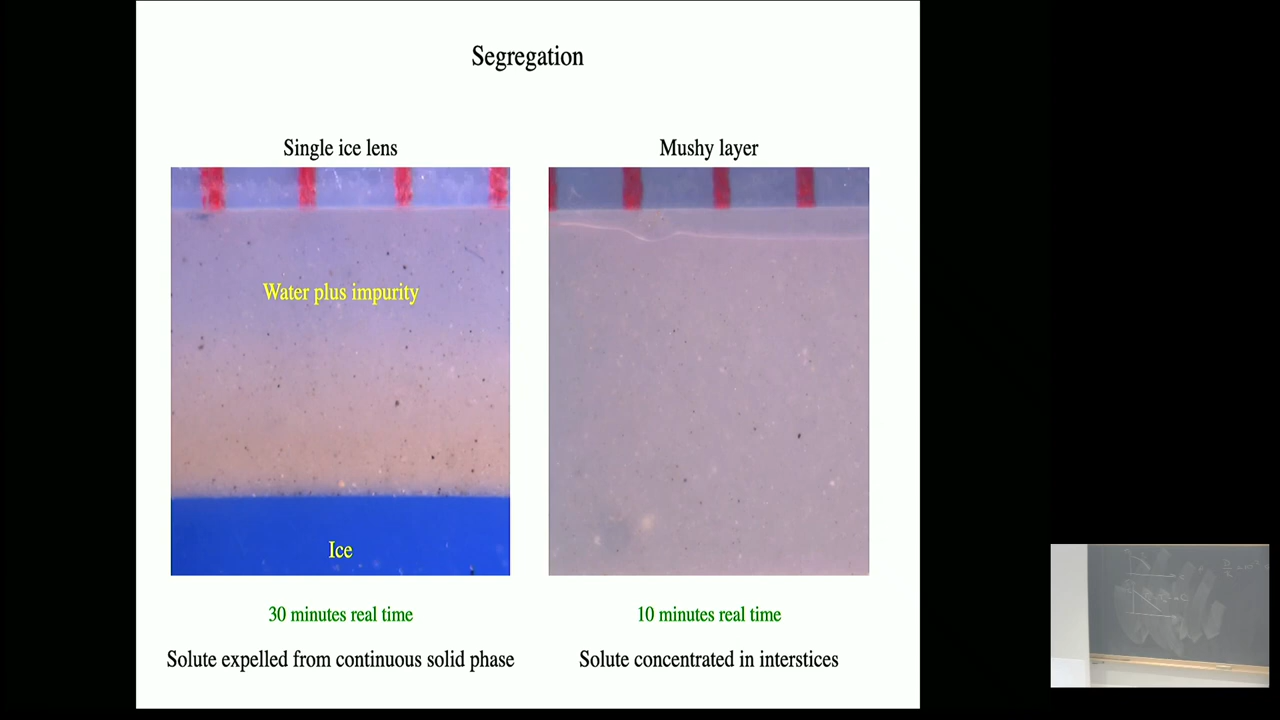 Segregation
Single ice lens
Mushy layer
Water plus impurity
Ice
30 minutes real time
10 minutes real time
Solute expelled from continuous solid phase
Solute concentrated in interstices